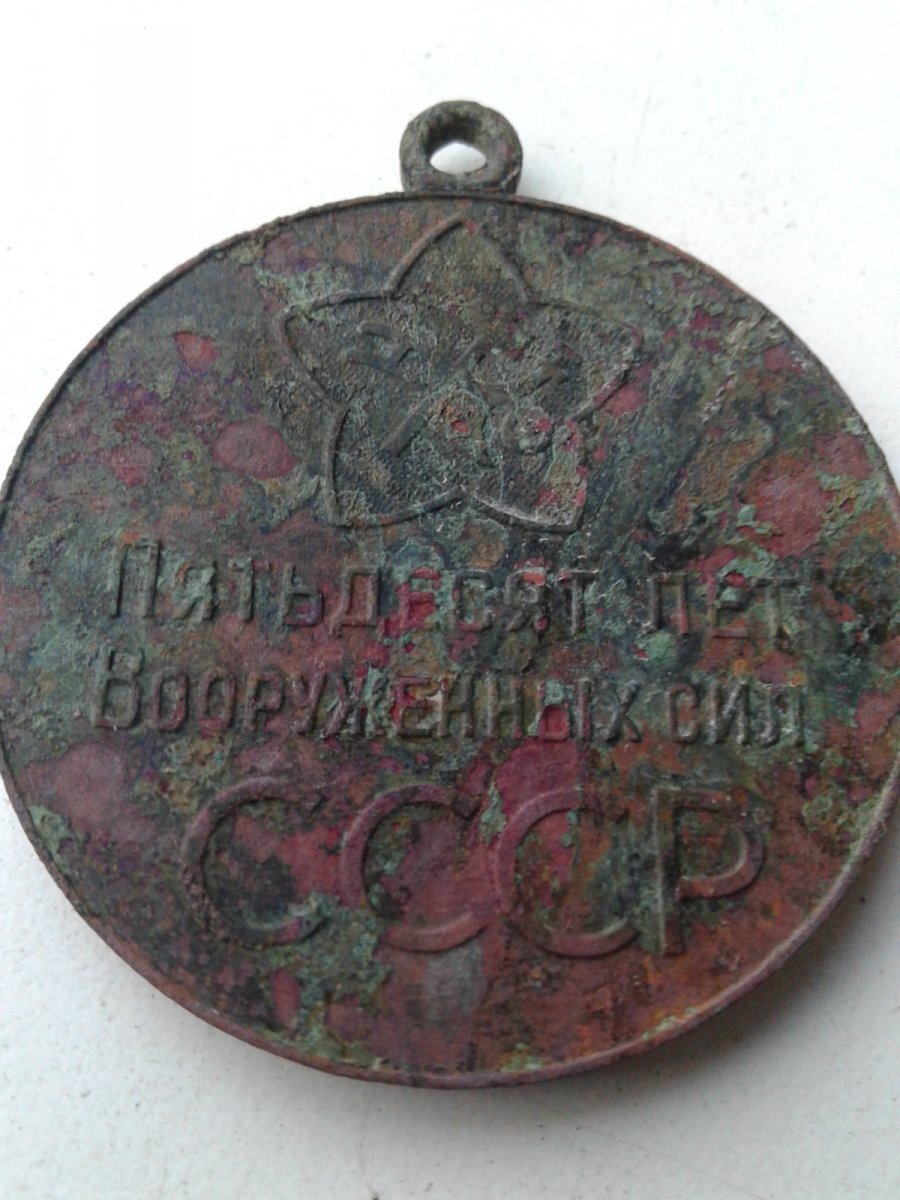 Пятьдесят лет
Вооруженных сил
СССР